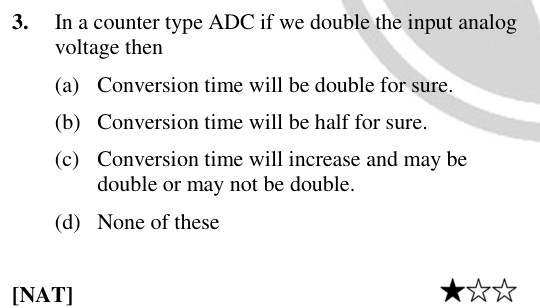 3. In a counter type ADC if we double the input analog
voltage then
(a) Conversion time will be double for sure.
(b) Conversion time will be half for sure.
(c) Conversion time will increase and may be
double or may not be double.
(d) None of these
[NAT] ★☆☆